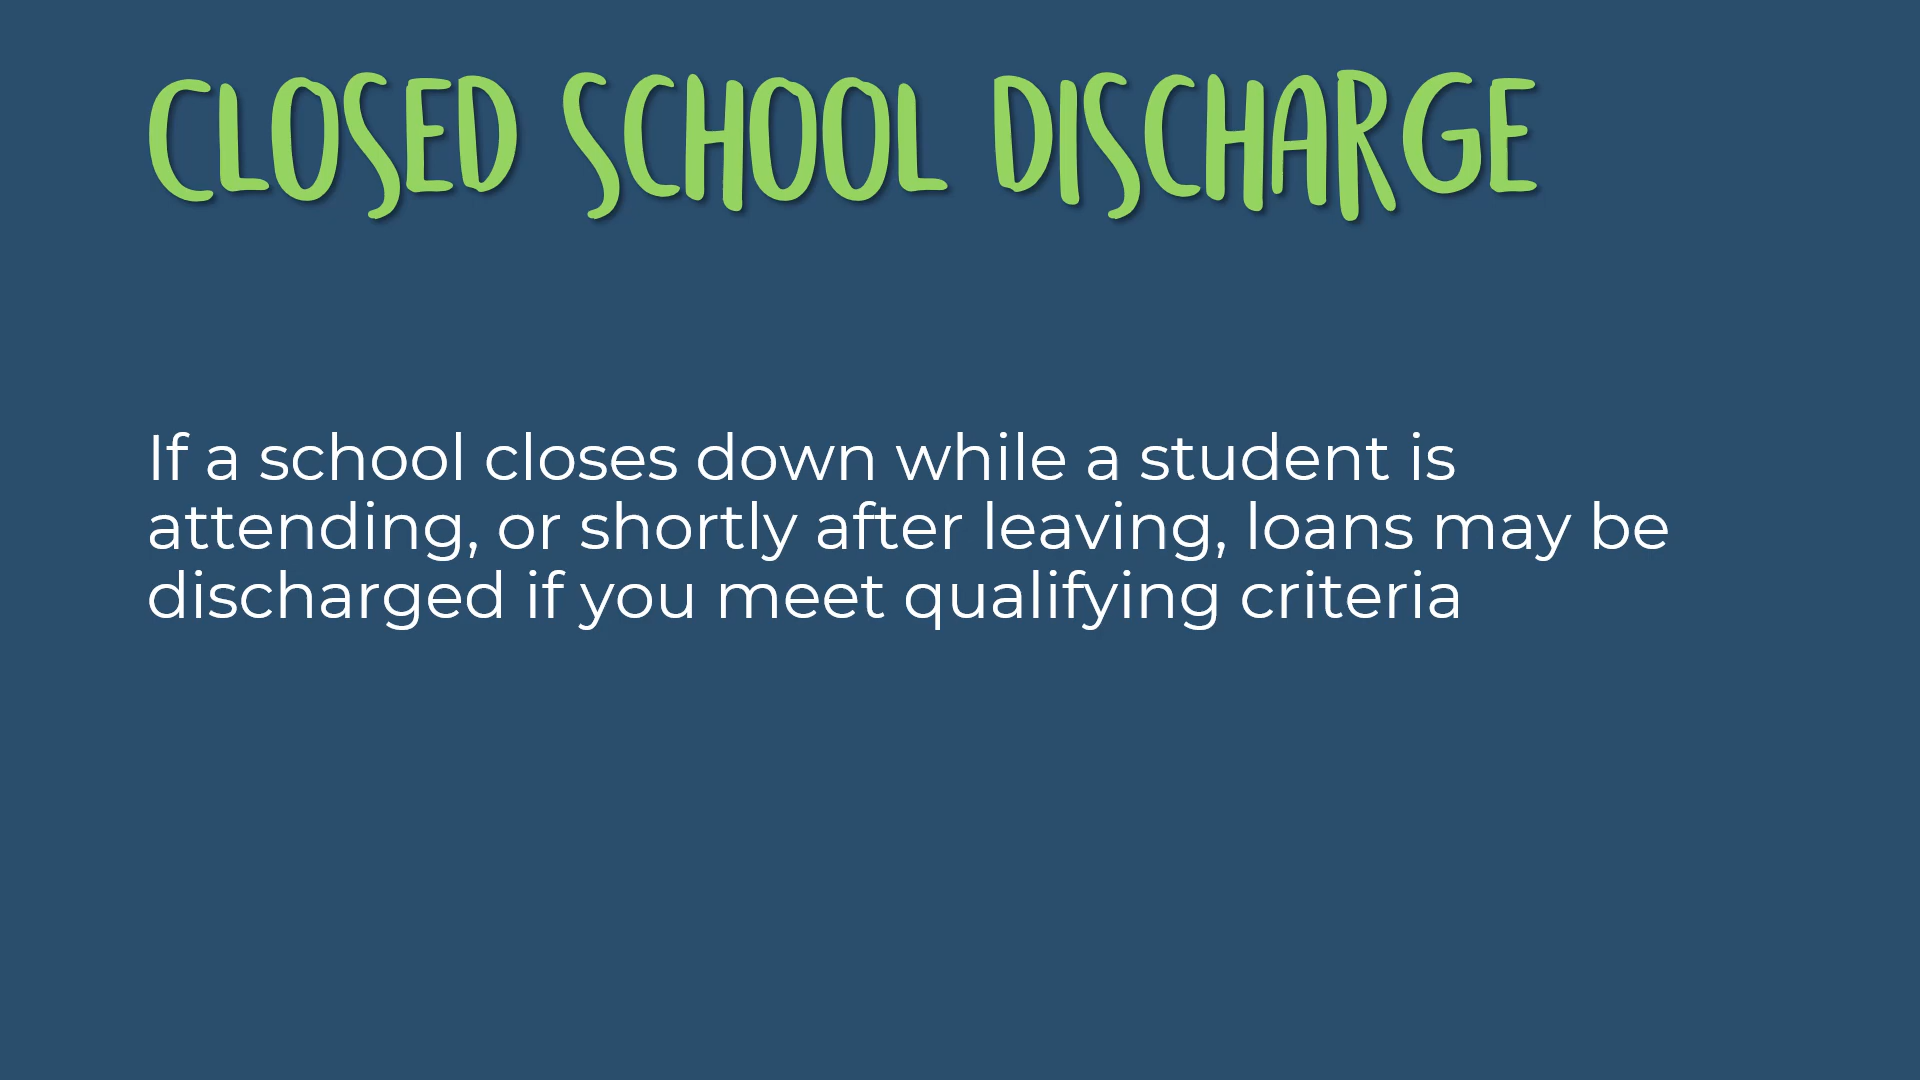 CLOSED SCHOOL DISCHARGE
If a school closes down while a student is
attending, or shortly after leaving, loans may be
discharged if you meet qualifying criteria